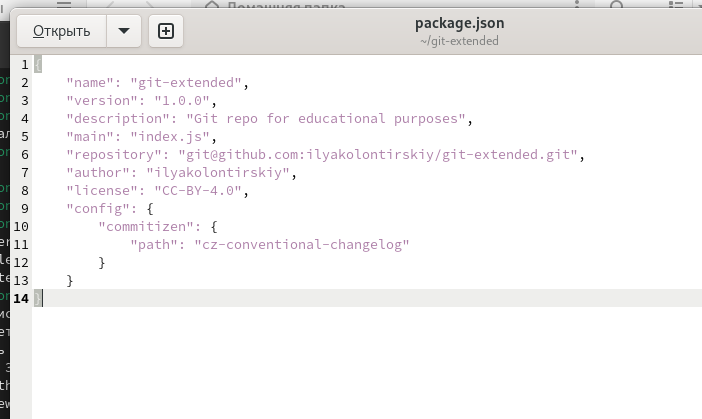 Домашняя папка
Открыть
package.json
~/git-extended
1 {
2 "name": "git-extended",
3 "version": "1.0.0",
4 "description": "Git repo for educational purposes",
5 "main": "index.js",
6 "repository": "git@github.com:ilyakolontirskiy/git-extended.git",
7 "author": "ilyakolontirskiy",
8 "license": "CC-BY-4.0",
9 "config": {
10 "commitizen": {
11 "path": "cz-conventional-changelog"
12 }
13 }
14 }